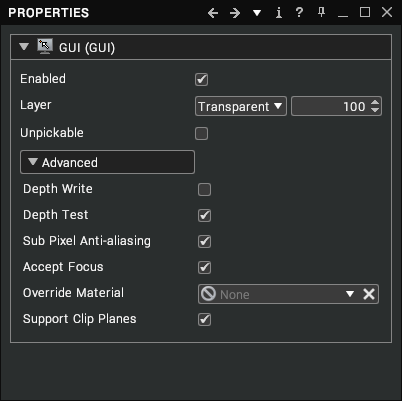 PROPERTIES
GUI (GUI)
Enabled
Layer Transparent 100
Unpickable
Advanced
Depth Write
Depth Test
Sub Pixel Anti-aliasing
Accept Focus
Override Material None
Support Clip Planes